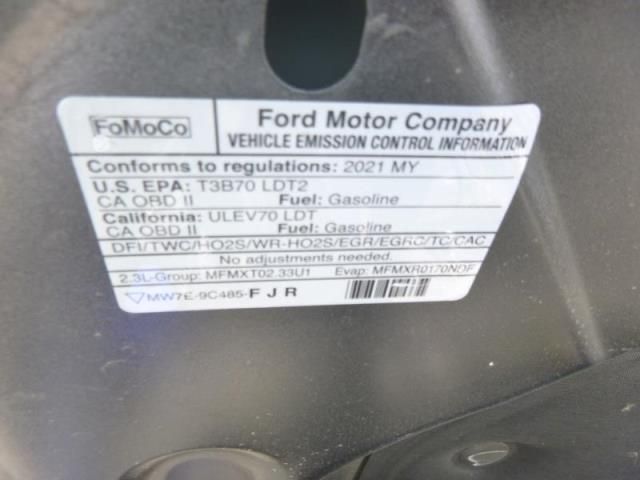 FoMoCo
Ford Motor Company
VEHICLE EMISSION CONTROL INFORMATION
Conforms to regulations: 2021 MY
U.S. EPA: T3B70 LDT2
CA OBD II Fuel: Gasoline
California: ULEV70 LDT
CA OBD II Fuel: Gasoline
DFI/TWC/HO2S/WR-HO2S/EGR/EGRC/TC/CAC
No adjustments needed.
2.3L-Group: MFMXT02.33U1 Evap: MFMXR0170NDF
MW7E-9C485-F J R